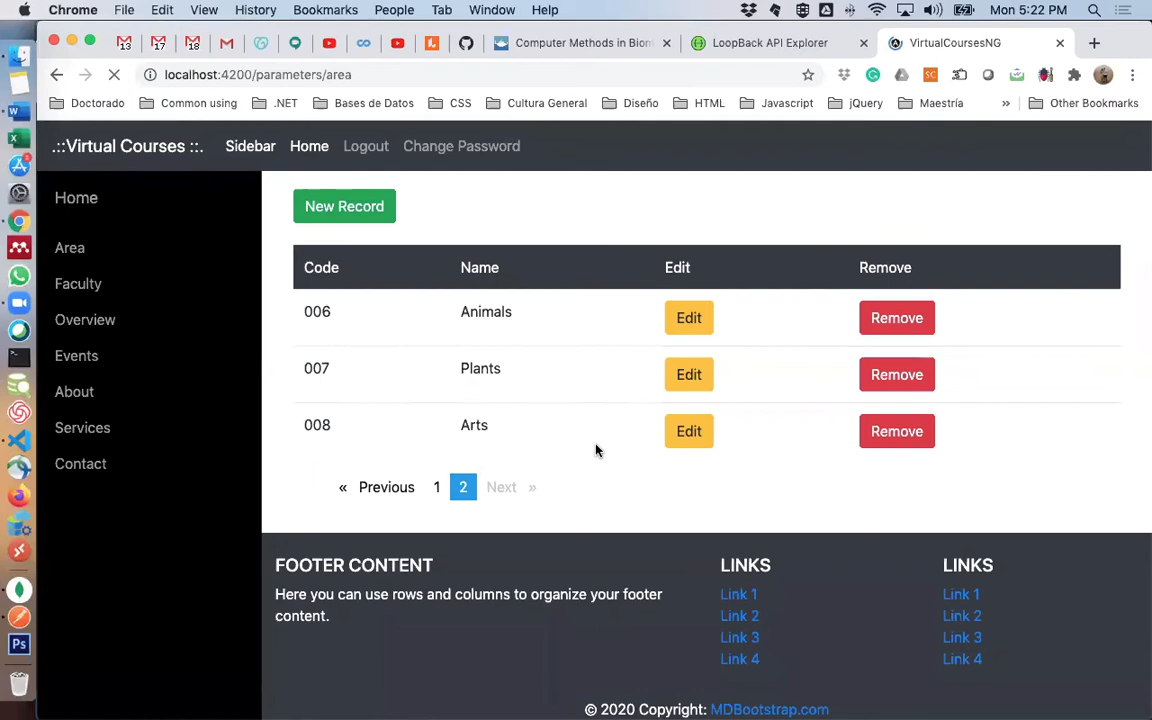 Chrome File Edit View History Bookmarks People Tab Window Help Mon 5:22 PM
13 17 18 Computer Methods in Biom LoopBack API Explorer VirtualCoursesNG
localhost:4200/parameters/area
Doctorado Common using .NET Bases de Datos CSS Cultura General Diseño HTML Javascript jQuery Maestría » Other Bookmarks
.::Virtual Courses ::. Sidebar Home Logout Change Password
Home
Area
Faculty
Overview
Events
About
Services
Contact
New Record
Code Name Edit Remove
006 Animals Edit Remove
007 Plants Edit Remove
008 Arts Edit Remove
« Previous 1 2 Next »
FOOTER CONTENT
Here you can use rows and columns to organize your footer
content.
LINKS
Link 1
Link 2
Link 3
Link 4
LINKS
Link 1
Link 2
Link 3
Link 4
© 2020 Copyright: MDBootstrap.com
Ps